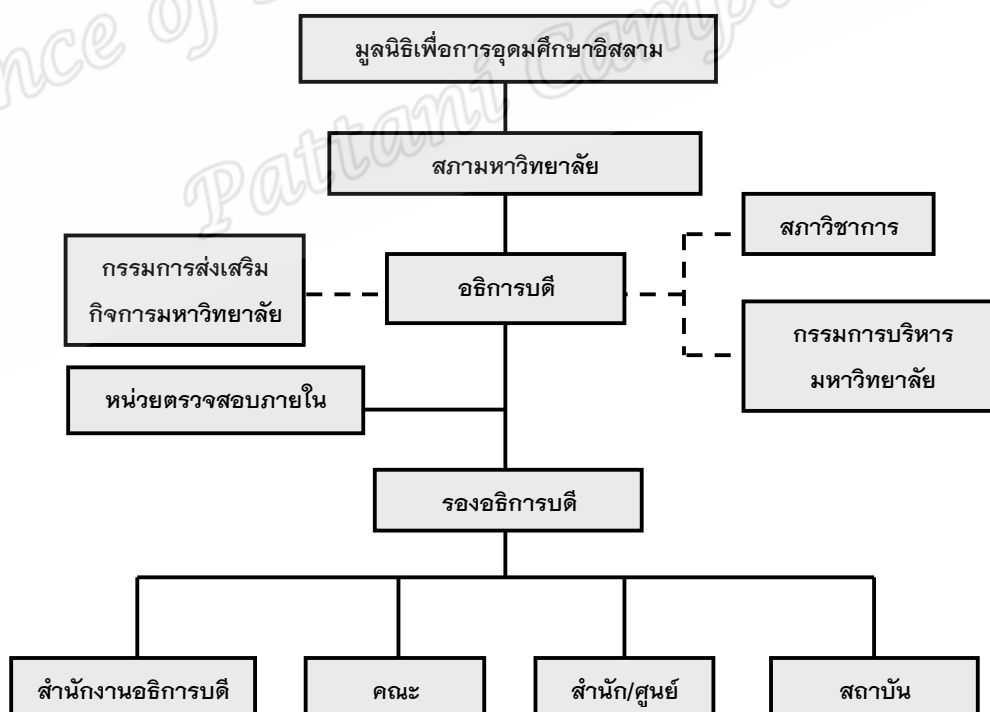 มูลนิธิเพื่อการอุดมศึกษาอิสลาม
สภามหาวิทยาลัย
สภาวิชาการ
กรรมการส่งเสริม
กิจการมหาวิทยาลัย
อธิการบดี
กรรมการบริหาร
มหาวิทยาลัย
หน่วยตรวจสอบภายใน
รองอธิการบดี
สำนักงานอธิการบดี
คณะ
สำนัก/ศูนย์
สถาบัน
nce of
Pattani